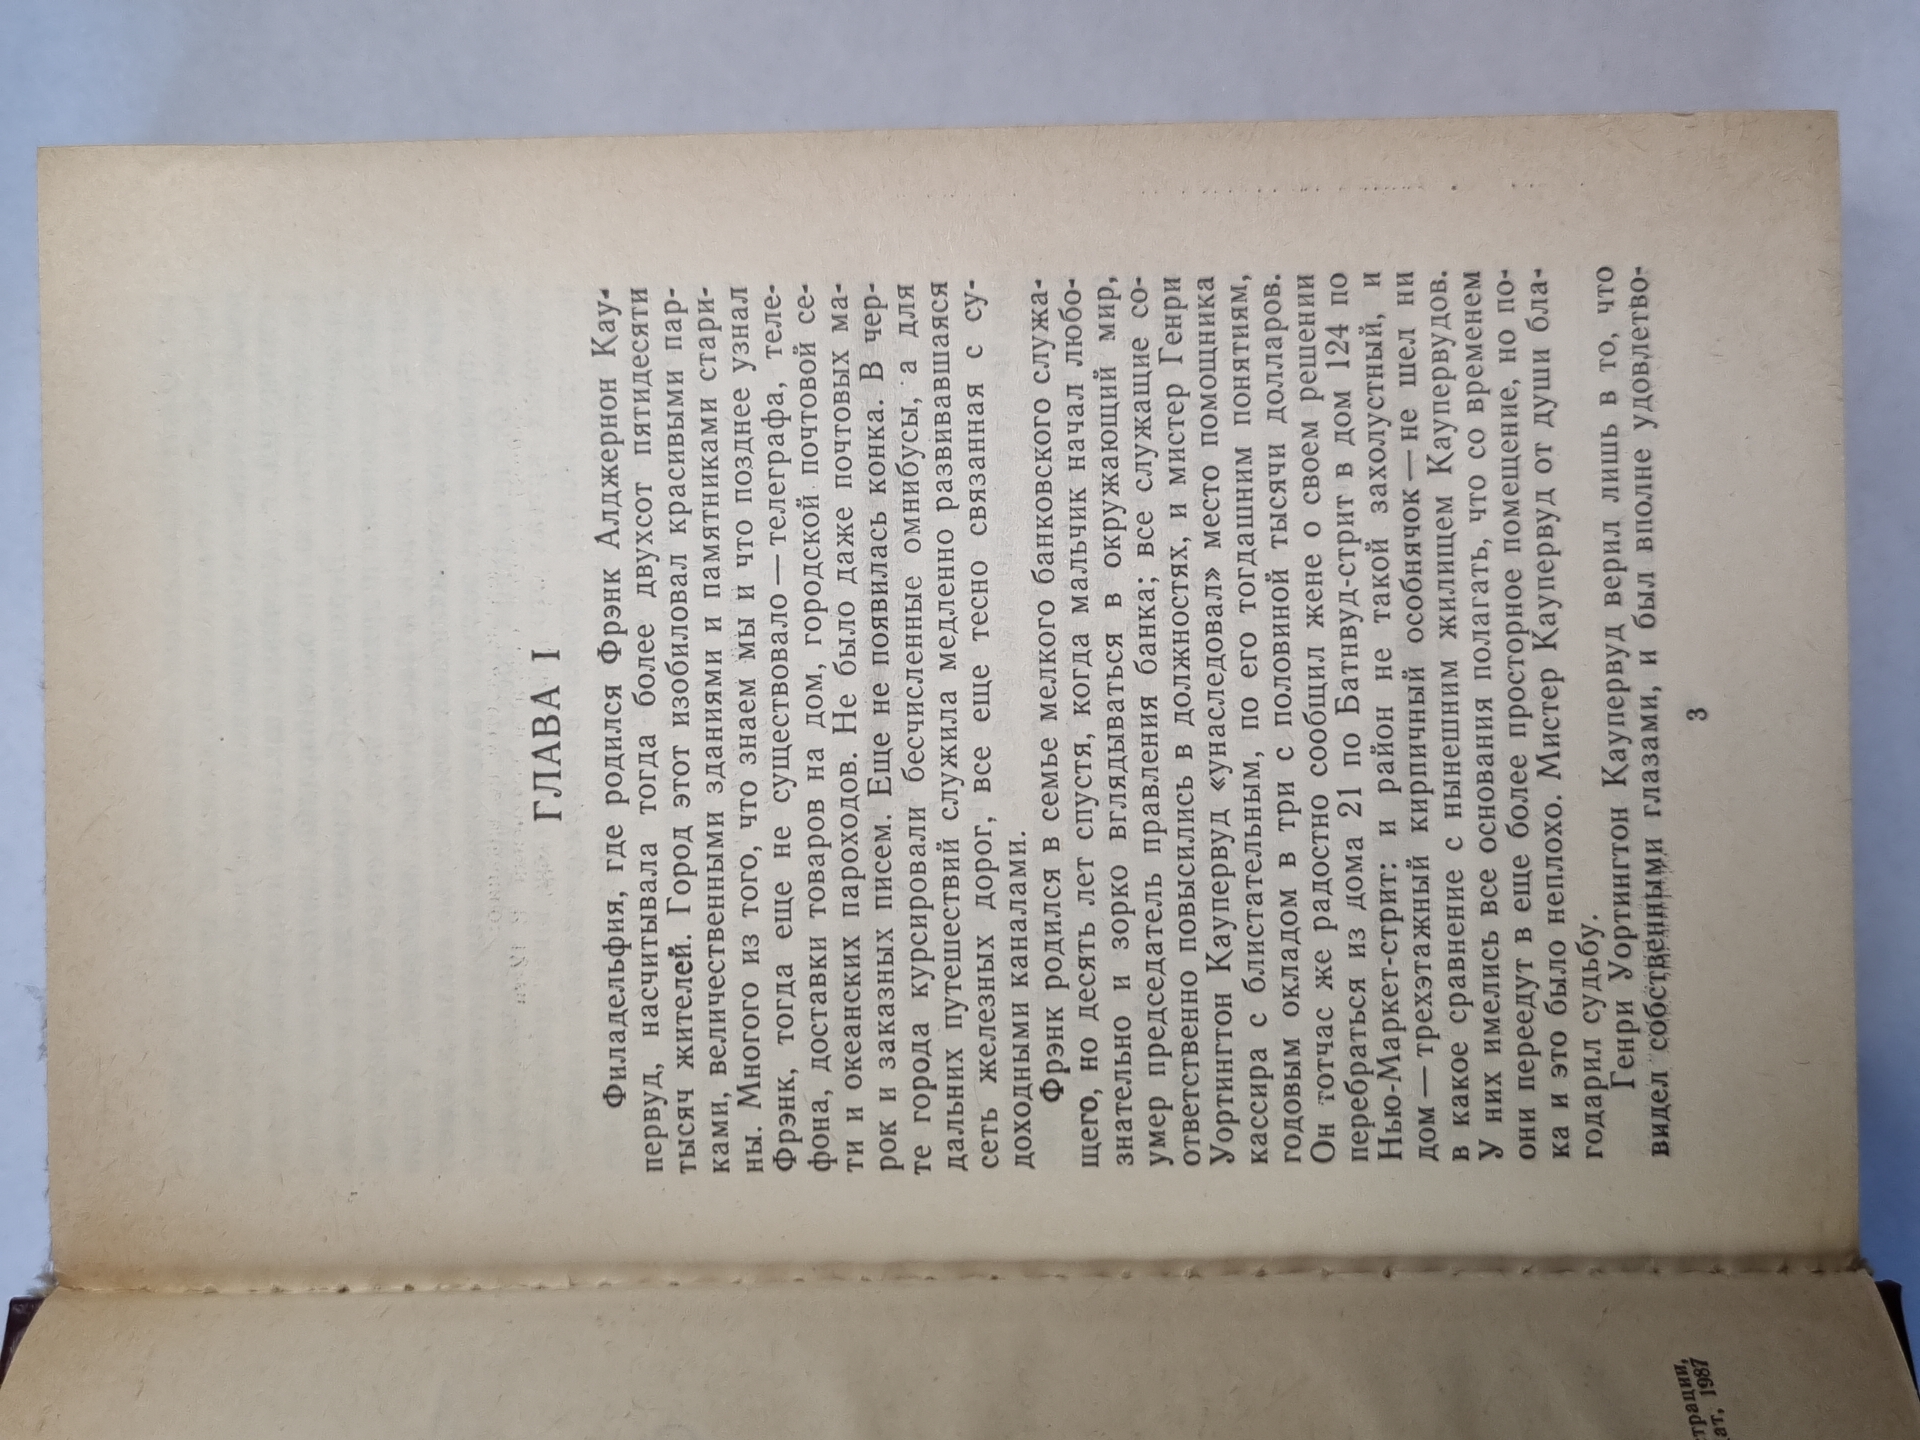 ГЛАВА I
Филадельфия, где родился Фрэнк Алджернон Кау-
первуд, насчитывала тогда более двухсот пятидесяти
тысяч жителей. Город этот изобиловал красивыми пар-
ками, величественными зданиями и памятниками стари-
ны. Многого из того, что знаем мы и что позднее узнал
Фрэнк, тогда еще не существовало — телеграфа, теле-
фона, доставки товаров на дом, городской почтовой се-
ти и океанских пароходов. Не было даже почтовых ма-
рок и заказных писем. Еще не появилась конка. В чер-
те города курсировали бесчисленные омнибусы, а для
дальних путешествий служила медленно развивавшаяся
сеть железных дорог, все еще тесно связанная с су-
доходными каналами.
Фрэнк родился в семье мелкого банковского служа-
щего, но десять лет спустя, когда мальчик начал любо-
знательно и зорко вглядываться в окружающий мир,
умер председатель правления банка; все служащие со-
ответственно повысились в должностях, и мистер Генри
Уортингтон Каупервуд «унаследовал» место помощника
кассира с блистательным, по его тогдашним понятиям,
годовым окладом в три с половиной тысячи долларов.
Он тотчас же радостно сообщил жене о своем решении
перебраться из дома 21 по Батнвуд-стрит в дом 124 по
Нью-Маркет-стрит: и район не такой захолустный, и
дом — трехэтажный кирпичный особнячок — не шел ни
в какое сравнение с нынешним жилищем Каупервудов.
У них имелись все основания полагать, что со временем
они переедут в еще более просторное помещение, но по-
ка и это было неплохо. Мистер Каупервуд от души бла-
годарил судьбу.
Генри Уортингтон Каупервуд верил лишь в то, что
видел собственными глазами, и был вполне удовлетво-
3
страции,
дат, 1987